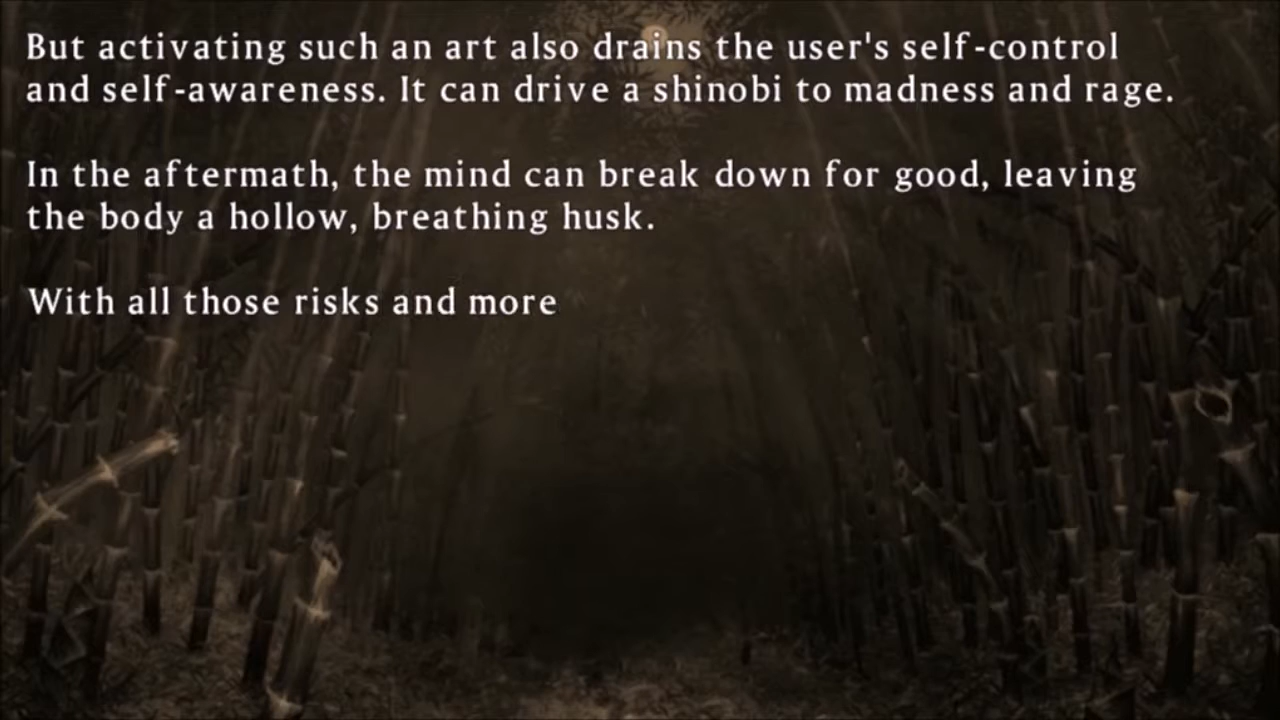 But activating such an art also drains the user's self-control
and self-awareness. It can drive a shinobi to madness and rage.
In the aftermath, the mind can break down for good, leaving
the body a hollow, breathing husk.
With all those risks and more